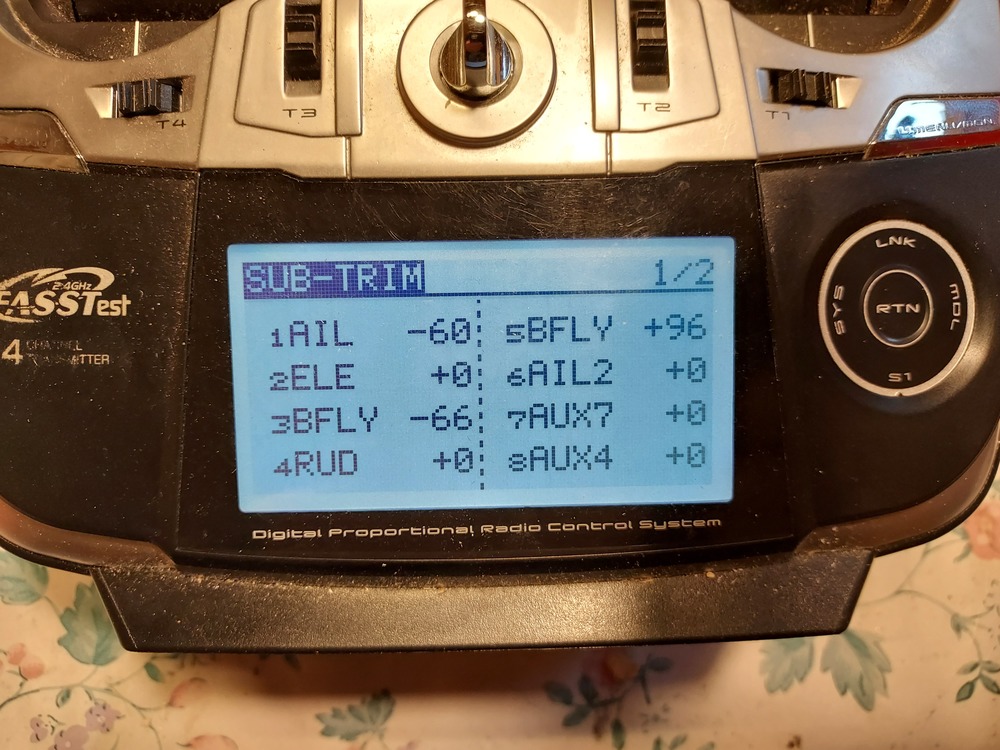 T4
T3
T2
T1
SUB-TRIM 1/2
1AIL -60 5BFLY +96
2ELE +0 6AIL2 +0
3BFLY -66 7AUX7 +0
4RUD +0 8AUX4 +0
Digital Proportional Radio Control System
2.4GHz
FASSTest
4 CHANNEL
TRANSMITTER
LNK
SYS
RTN
MDL
S1